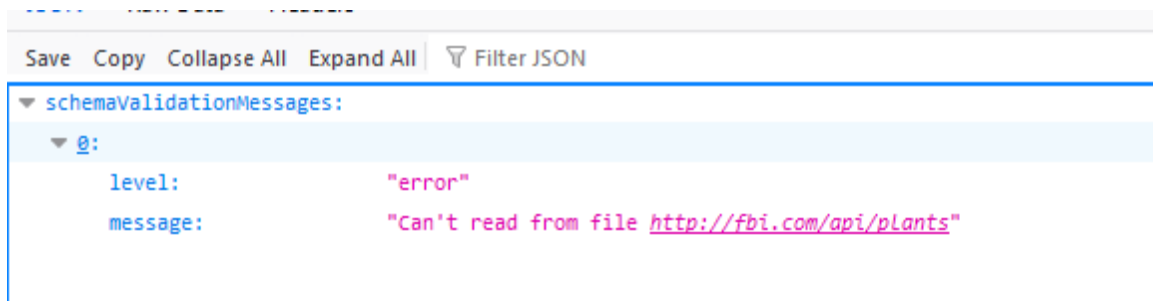 Save Copy Collapse All Expand All Filter JSON
schemaValidationMessages:
0:
level: "error"
message: "Can't read from file http://fbi.com/api/plants"